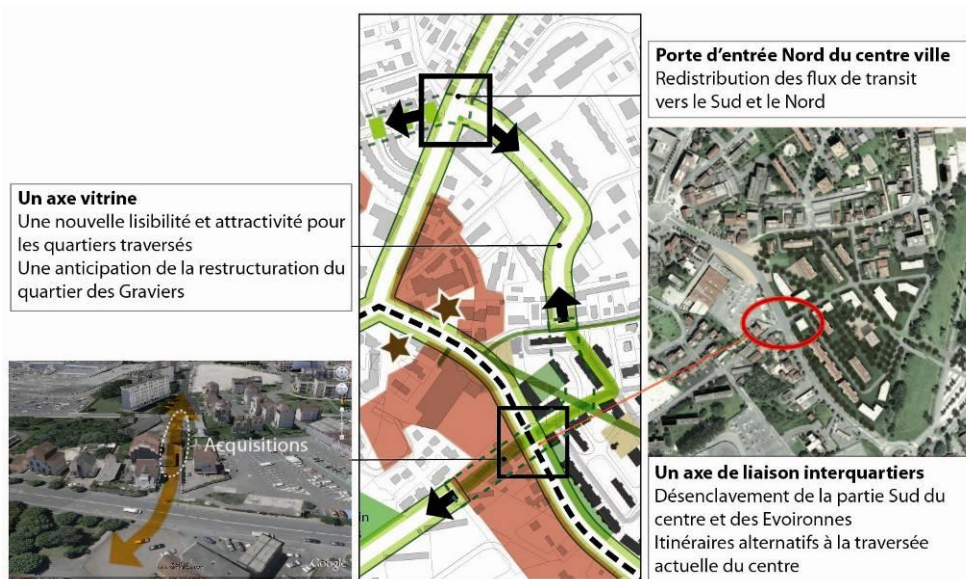 Porte d'entrée Nord du centre ville
Redistribution des flux de transit
vers le Sud et le Nord
Un axe vitrine
Une nouvelle lisibilité et attractivité pour
les quartiers traversés
Une anticipation de la restructuration du
quartier des Graviers
Acquisitions
Google
in
Un axe de liaison interquartiers
Désenclavement de la partie Sud du
centre et des Evoironnes
Itinéraires alternatifs à la traversée
actuelle du centre